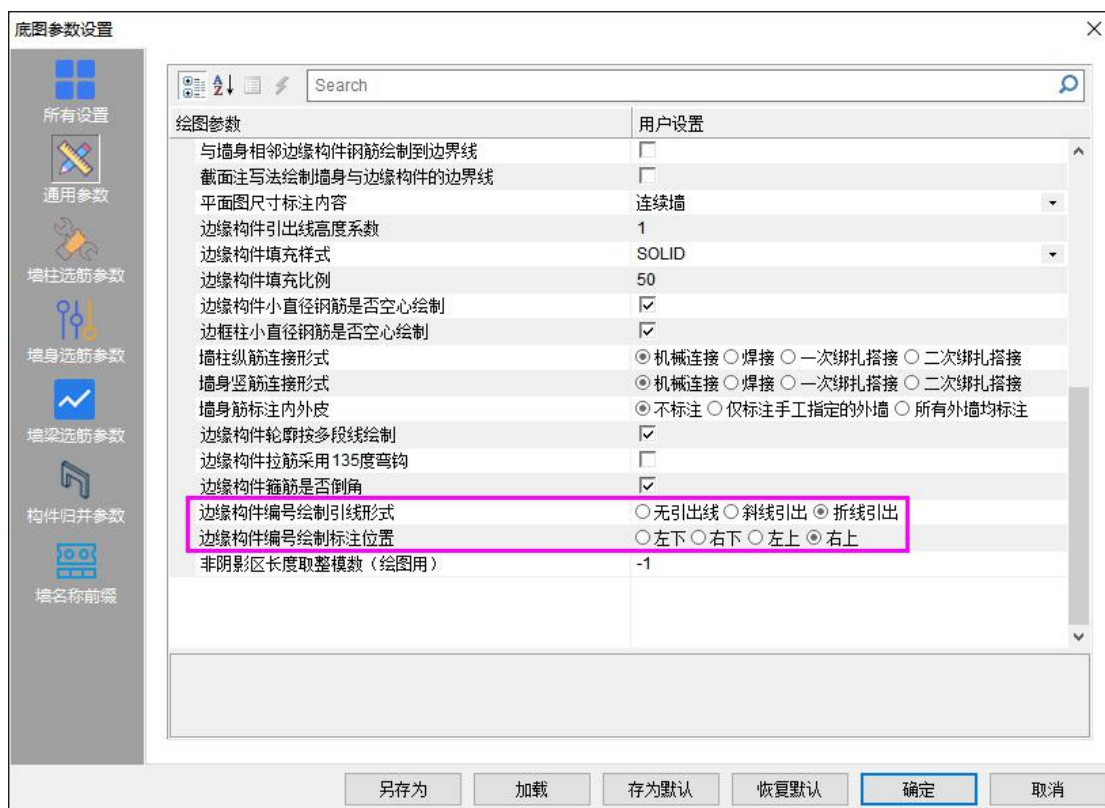 底图参数设置
所有设置
通用参数
墙柱选筋参数
墙身选筋参数
墙梁选筋参数
构件归并参数
墙名称前缀
Search
绘图参数 用户设置
与墙身相邻边缘构件钢筋绘制到边界线
截面注写法绘制墙身与边缘构件的边界线
平面图尺寸标注内容 连续墙
边缘构件引出线高度系数 1
边缘构件填充样式 SOLID
边缘构件填充比例 50
边缘构件小直径钢筋是否空心绘制
边框柱小直径钢筋是否空心绘制
墙柱纵筋连接形式 机械连接 焊接 一次绑扎搭接 二次绑扎搭接
墙身竖筋连接形式 机械连接 焊接 一次绑扎搭接 二次绑扎搭接
墙身筋标注内外皮 不标注 仅标注手工指定的外墙 所有外墙均标注
边缘构件轮廓按多段线绘制
边缘构件拉筋采用135度弯钩
边缘构件箍筋是否倒角
边缘构件编号绘制引线形式 无引出线 斜线引出 折线引出
边缘构件编号绘制标注位置 左下 右下 左上 右上
非阴影区长度取整模数（绘图用） -1
另存为 加载 存为默认 恢复默认 确定 取消